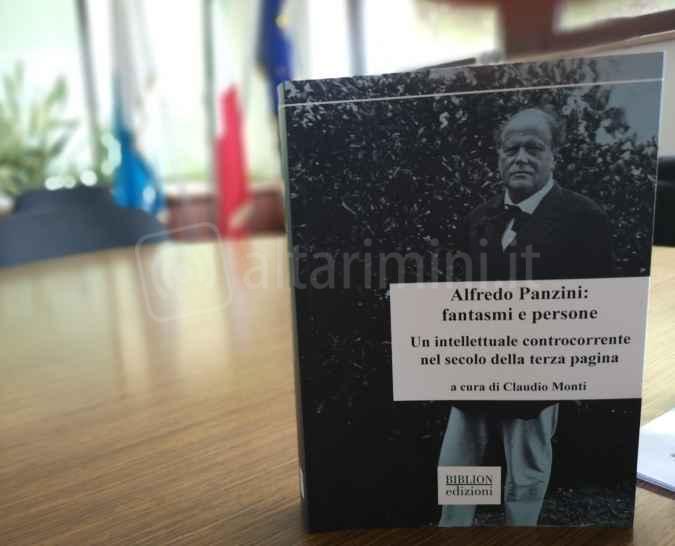 altarimini.it
Alfredo Panzini:
fantasmi e persone
Un intellettuale controcorrente
nel secolo della terza pagina
a cura di Claudio Monti
BIBLION
edizioni